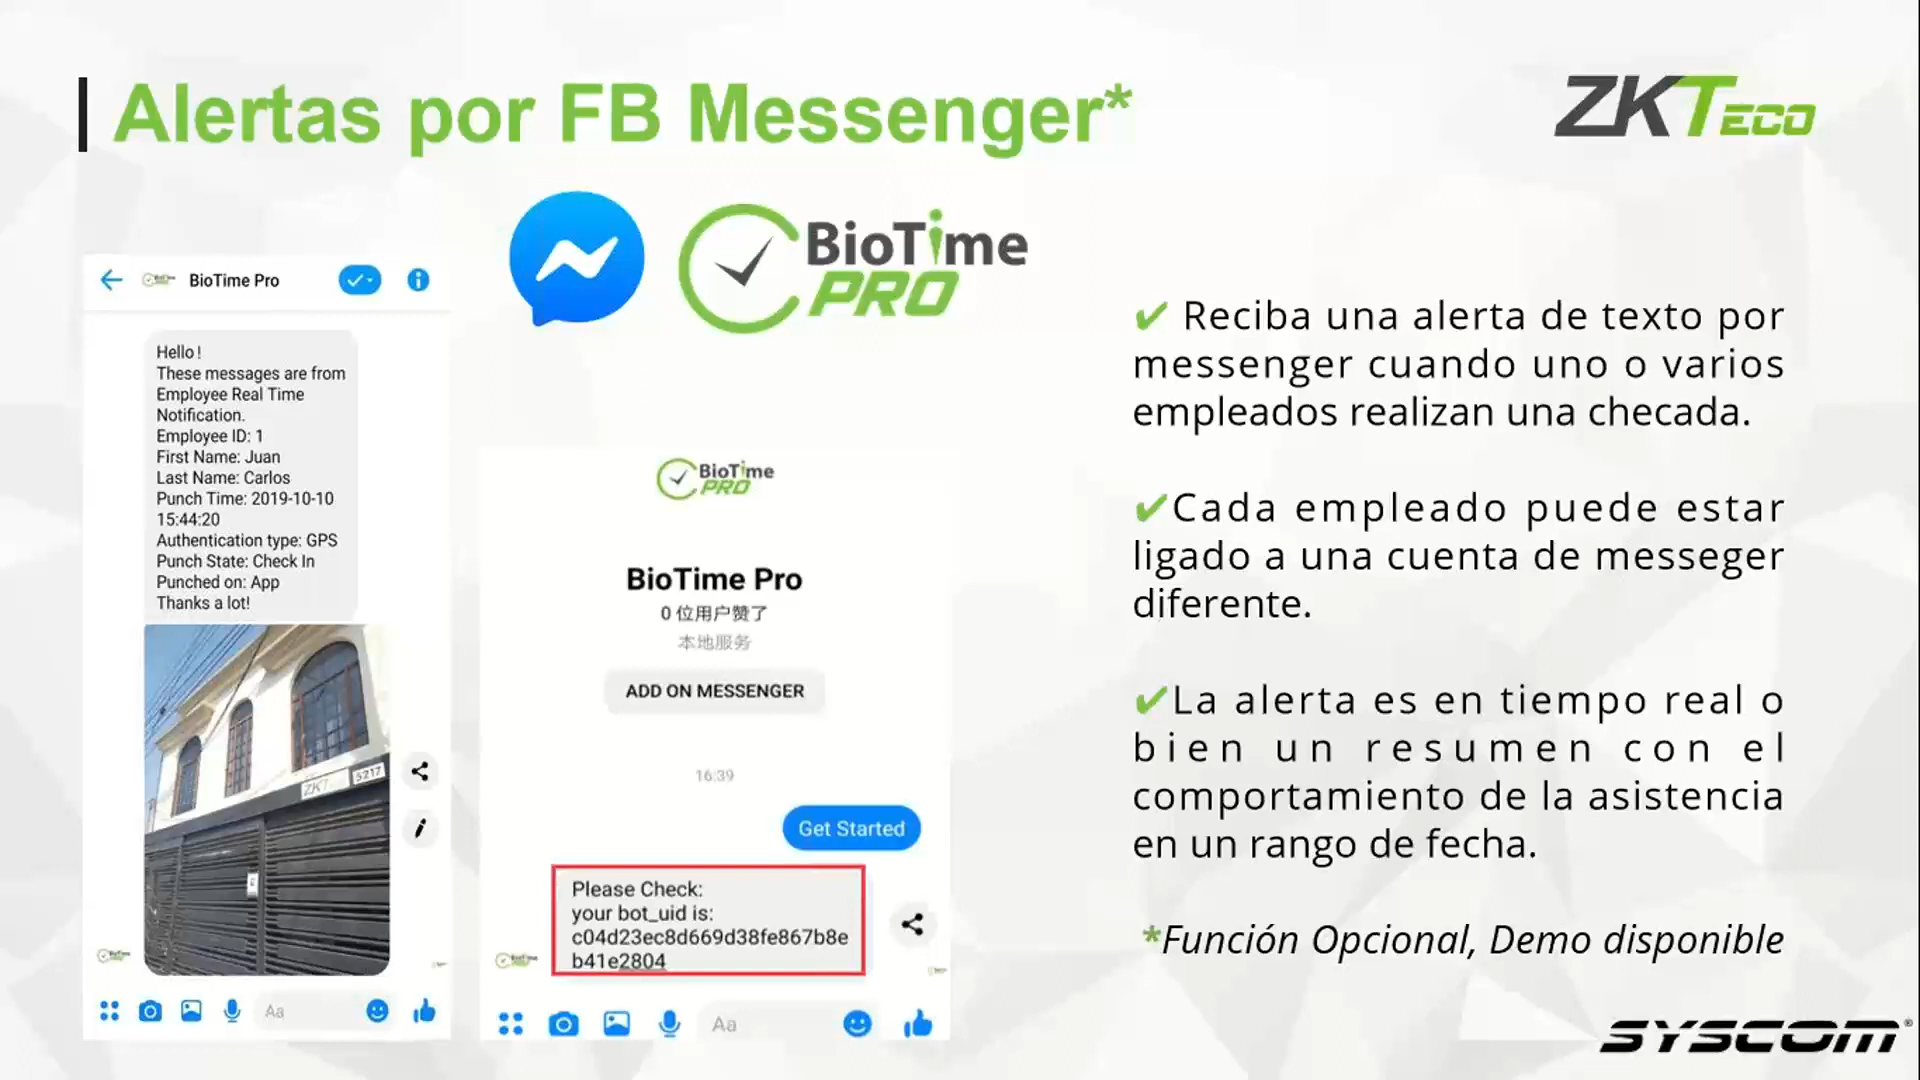 Alertas por FB Messenger*
ZKTECO
BioTime
PRO
BioTime Pro
Hello !
These messages are from
Employee Real Time
Notification.
Employee ID: 1
First Name: Juan
Last Name: Carlos
Punch Time: 2019-10-10
15:44:20
Authentication type: GPS
Punch State: Check In
Punched on: App
Thanks a lot!
ZKT
5217
Aa
BioTime
PRO
BioTime Pro
0 位用户赞了
本地服务
ADD ON MESSENGER
16:39
Get Started
Please Check:
your bot_uid is:
c04d23ec8d669d38fe867b8e
b41e2804
Aa
✔ Reciba una alerta de texto por
messenger cuando uno o varios
empleados realizan una checada.
✔Cada empleado puede estar
ligado a una cuenta de messeger
diferente.
✔La alerta es en tiempo real o
bien un resumen con el
comportamiento de la asistencia
en un rango de fecha.
*Función Opcional, Demo disponible
SYSCOM®